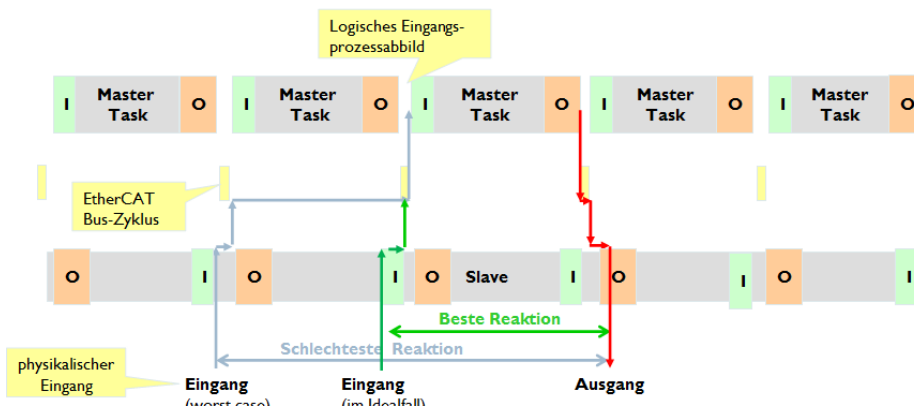 Logisches Eingangs-
prozessabbild
I Master Task O
I Master Task O
I Master Task O
I Master Task O
I Master Task O
EtherCAT
Bus-Zyklus
O I O I O Slave I O I O I
Beste Reaktion
Schlechteste Reaktion
physikalischer
Eingang
Eingang
(worst case)
Eingang
(im Idealfall)
Ausgang